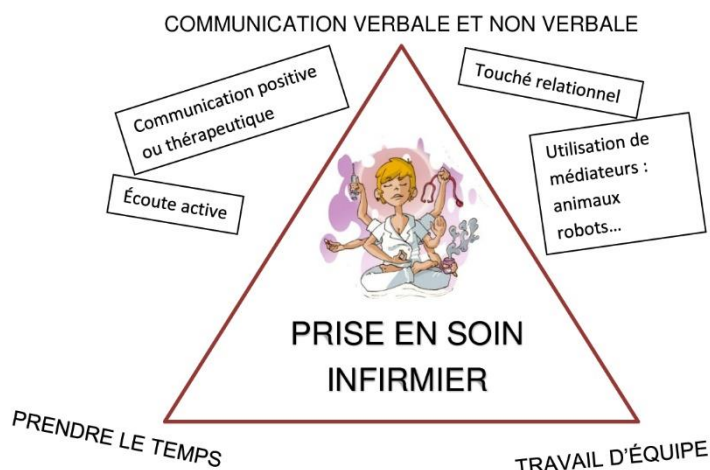 COMMUNICATION VERBALE ET NON VERBALE
Communication positive
ou thérapeutique
Écoute active
Touché relationnel
Utilisation de
médiateurs :
animaux
robots...
PRISE EN SOIN
INFIRMIER
PRENDRE LE TEMPS
TRAVAIL D'ÉQUIPE